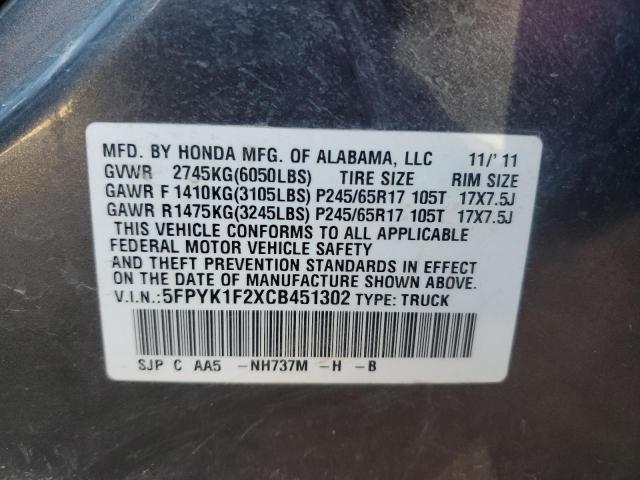 MFD. BY HONDA MFG. OF ALABAMA, LLC 11/'11
GVWR 2745KG(6050LBS) TIRE SIZE RIM SIZE
GAWR F 1410KG(3105LBS) P245/65R17 105T 17X7.5J
GAWR R1475KG(3245LBS) P245/65R17 105T 17X7.5J
THIS VEHICLE CONFORMS TO ALL APPLICABLE
FEDERAL MOTOR VEHICLE SAFETY
AND THEFT PREVENTION STANDARDS IN EFFECT
ON THE DATE OF MANUFACTURE SHOWN ABOVE.
V.I.N.:5FPYK1F2XCB451302 TYPE: TRUCK
SJP C AA5 -NH737M -H -B